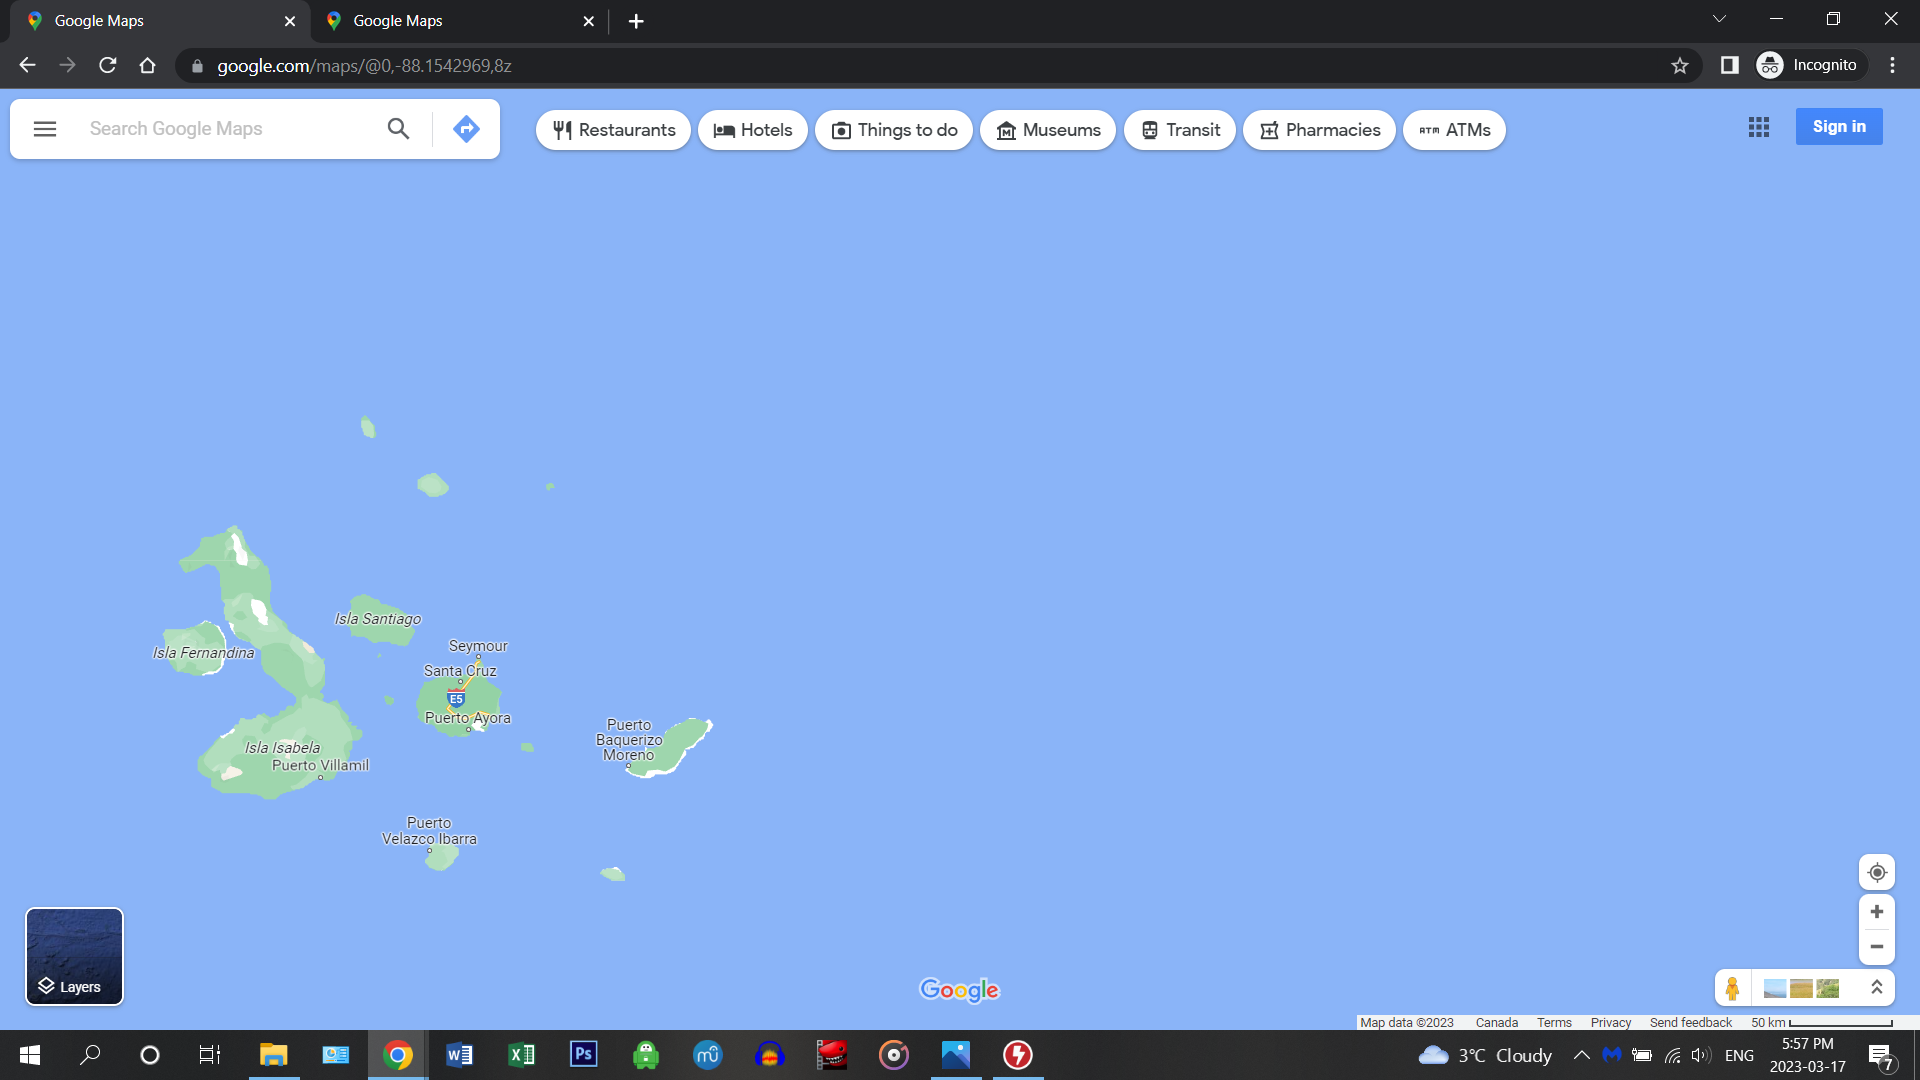 Google Maps
Google Maps
google.com/maps/@0,-88.1542969,8z
Incognito
Search Google Maps
Restaurants
Hotels
Things to do
Museums
Transit
Pharmacies
ATM ATMs
Sign in
Isla Santiago
Seymour
Isla Fernandina
Santa Cruz
E5
Puerto Ayora
Puerto
Baquerizo
Moreno
Isla Isabela
Puerto Villamil
Puerto
Velazco Ibarra
Layers
Google
Map data ©2023 Canada Terms Privacy Send feedback 50 km
W
X
Ps
mü
3°C Cloudy
ENG
5:57 PM
2023-03-17
7